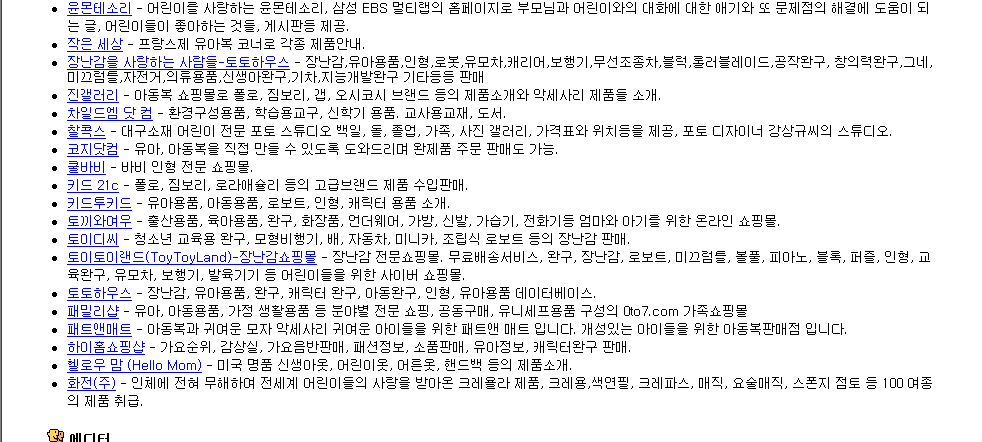 윤몬테소리 - 어린이를 사랑하는 윤몬테소리, 삼성 EBS 멀티랩의 홈페이지로 부모님과 어린이와의 대화에 대한 얘기와 또 문제점의 해결에 도움이 되
는 글, 어린이들이 좋아하는 것들, 게시판등 제공.
작은 세상 - 프랑스제 유아복 코너로 각종 제품안내.
장난감을 사랑하는 사람들-토토하우스 - 장난감,유아용품,인형,로봇,유모차,캐리어,보행기,무선조종차,블럭,롤러블레이드,공작완구, 창의력완구,그네,
미끄럼틀,자전거,의류용품,신생아완구,기차,지능개발완구 기타등등 판매
진갤러리 - 아동복 쇼핑몰로 폴로, 짐보리, 갭, 오시코시 브랜드 등의 제품소개와 악세사리 제품들 소개.
차일드엠 닷 컴 - 환경구성용품, 학습용교구, 신학기 용품. 교사용교재, 도서.
찰콕스 - 대구소재 어린이 전문 포토 스튜디오 백일, 돌, 졸업, 가족, 사진 갤러리, 가격표와 위치등을 제공, 포토 디자이너 강상규씨의 스튜디오.
코지닷컴 - 유아, 아동복을 직접 만들 수 있도록 도와드리며 완제품 주문 판매도 가능.
쿨바비 - 바비 인형 전문 쇼핑몰.
키드 21c - 폴로, 짐보리, 로라애슐리 등의 고급브랜드 제품 수입판매.
키드투키드 - 유아용품, 아동용품, 로보트, 인형, 캐릭터 용품 소개.
토끼와여우 - 출산용품, 육아용품, 완구, 화장품, 언더웨어, 가방, 신발, 가습기, 전화기등 엄마와 아기를 위한 온라인 쇼핑몰.
토이디씨 - 청소년 교육용 완구, 모형비행기, 배, 자동차, 미니카, 조립식 로보트 등의 장난감 판매.
토이토이랜드(ToyToyLand)-장난감쇼핑몰 - 장난감 전문쇼핑몰. 무료배송서비스, 완구, 장난감, 로보트, 미끄럼틀, 볼풀, 피아노, 블록, 퍼즐, 인형, 교
육완구, 유모차, 보행기, 발육기기 등 어린이들을 위한 사이버 쇼핑몰.
토토하우스 - 장난감, 유아용품, 완구, 캐릭터 완구, 아동완구, 인형, 유아용품 데이터베이스.
패밀리샵 - 유아, 아동용품, 가정 생활용품 등 분야별 전문 쇼핑, 공동구매, 유니세프용품 구성의 0to7.com 가족쇼핑몰
패트앤매트 - 아동복과 귀여운 모자 악세사리 귀여운 아이들을 위한 패트앤 매트 입니다. 개성있는 아이들을 위한 아동복판매점 입니다.
하이홈쇼핑샵 - 가요순위, 감상실, 가요음반판매, 패션정보, 소품판매, 유아정보, 캐릭터완구 판매.
헬로우 맘 (Hello Mom) - 미국 명품 신생아옷, 어린이옷, 어른옷, 핸드백 등의 제품소개.
화전(주) - 인체에 전혀 무해하며 전세계 어린이들의 사랑을 받아온 크레욜라 제품, 크레용,색연필, 크레파스, 매직, 요술매직, 스폰지 점토 등 100 여종
의 제품 취급.